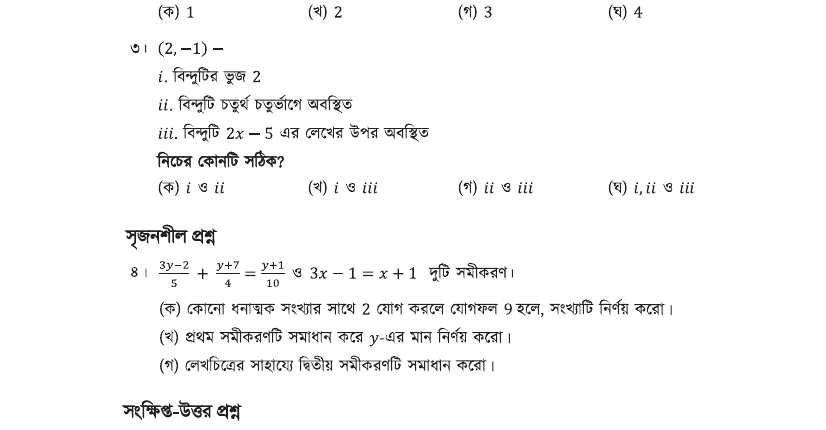 (ক) 1 (খ) 2 (গ) 3 (ঘ) 4
৩। (2, −1) −
i. বিন্দুটির ভুজ 2
ii. বিন্দুটি চতুর্থ চতুর্ভাগে অবস্থিত
iii. বিন্দুটি 2x − 5 এর লেখের উপর অবস্থিত
নিচের কোনটি সঠিক?
(ক) i ও ii (খ) i ও iii (গ) ii ও iii (ঘ) i, ii ও iii
সৃজনশীল প্রশ্ন
৪। (3y−2)/5 + (y+7)/4 = (y+1)/10 ও 3x − 1 = x + 1 দুটি সমীকরণ।
(ক) কোনো ধনাত্মক সংখ্যার সাথে 2 যোগ করলে যোগফল 9 হলে, সংখ্যাটি নির্ণয় করো।
(খ) প্রথম সমীকরণটি সমাধান করে y-এর মান নির্ণয় করো।
(গ) লেখচিত্রের সাহায্যে দ্বিতীয় সমীকরণটি সমাধান করো।
সংক্ষিপ্ত-উত্তর প্রশ্ন